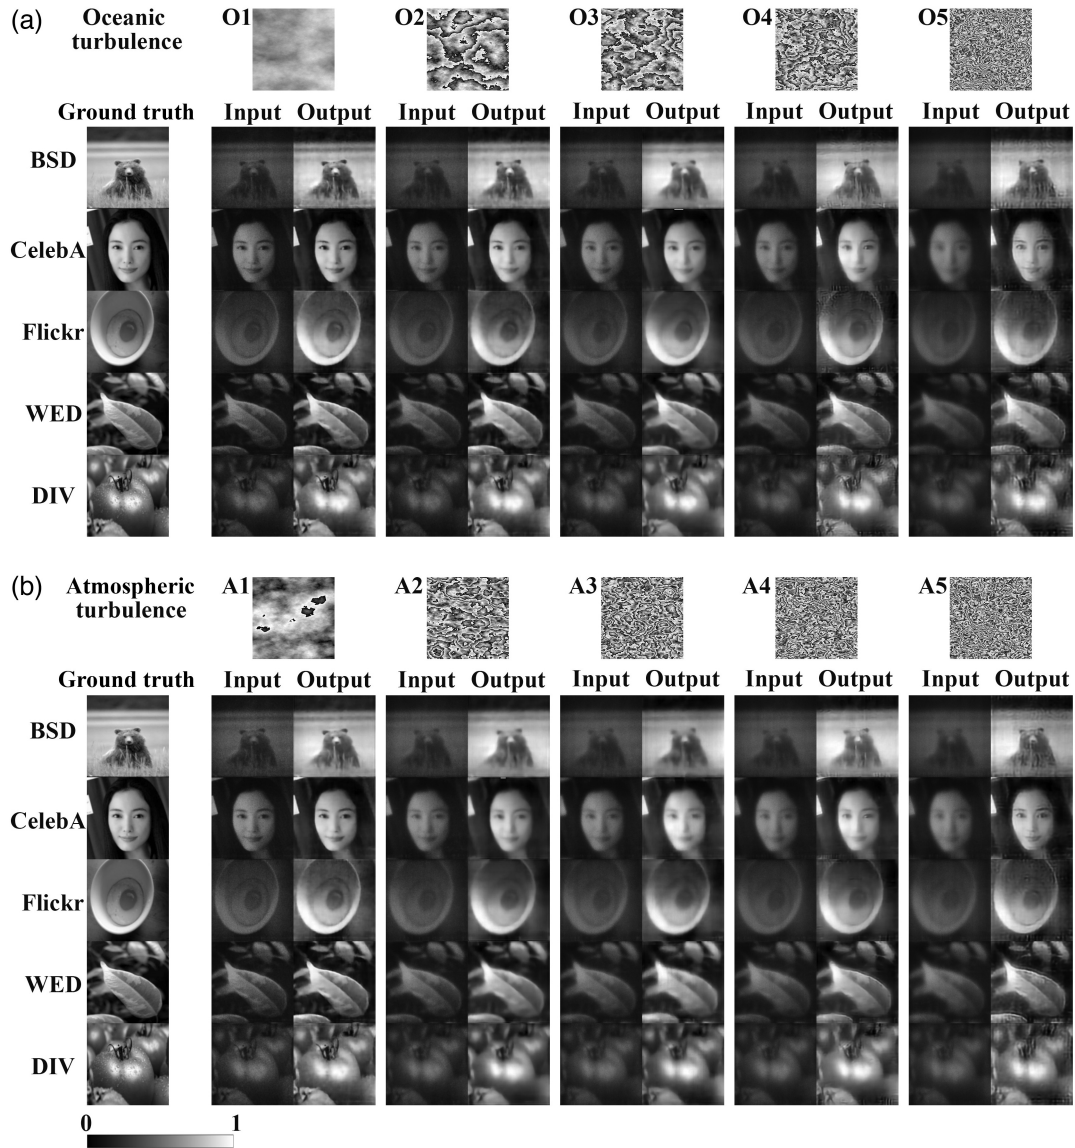 (a) Oceanic turbulence O1 O2 O3 O4 O5
Ground truth Input Output Input Output Input Output Input Output Input Output
BSD
CelebA
Flickr
WED
DIV
(b) Atmospheric turbulence A1 A2 A3 A4 A5
Ground truth Input Output Input Output Input Output Input Output Input Output
BSD
CelebA
Flickr
WED
DIV
0 1